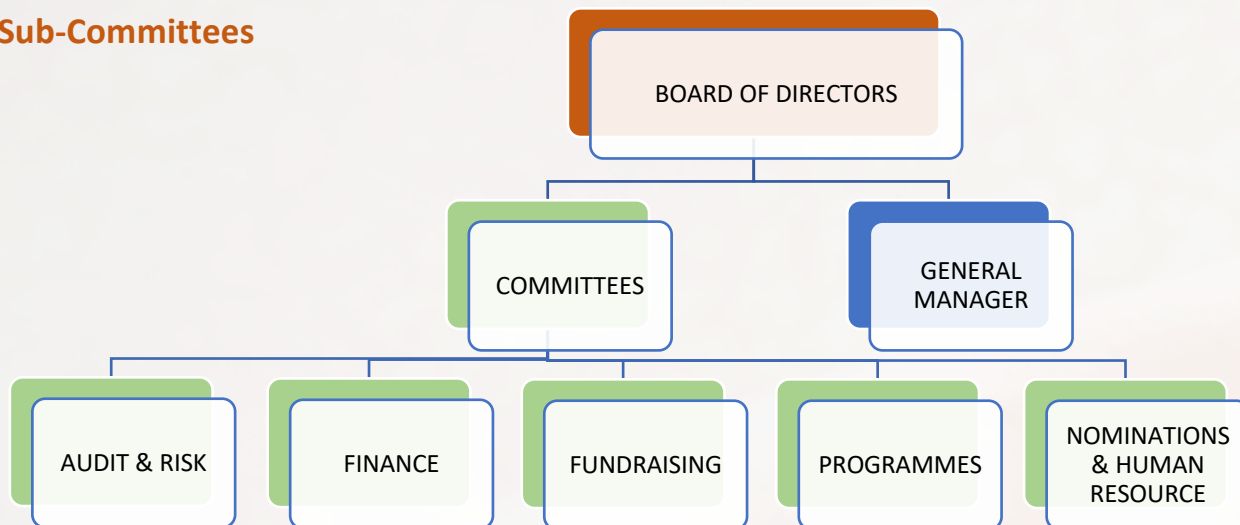 Sub-Committees
BOARD OF DIRECTORS
COMMITTEES
GENERAL
MANAGER
AUDIT & RISK
FINANCE
FUNDRAISING
PROGRAMMES
NOMINATIONS
& HUMAN
RESOURCE